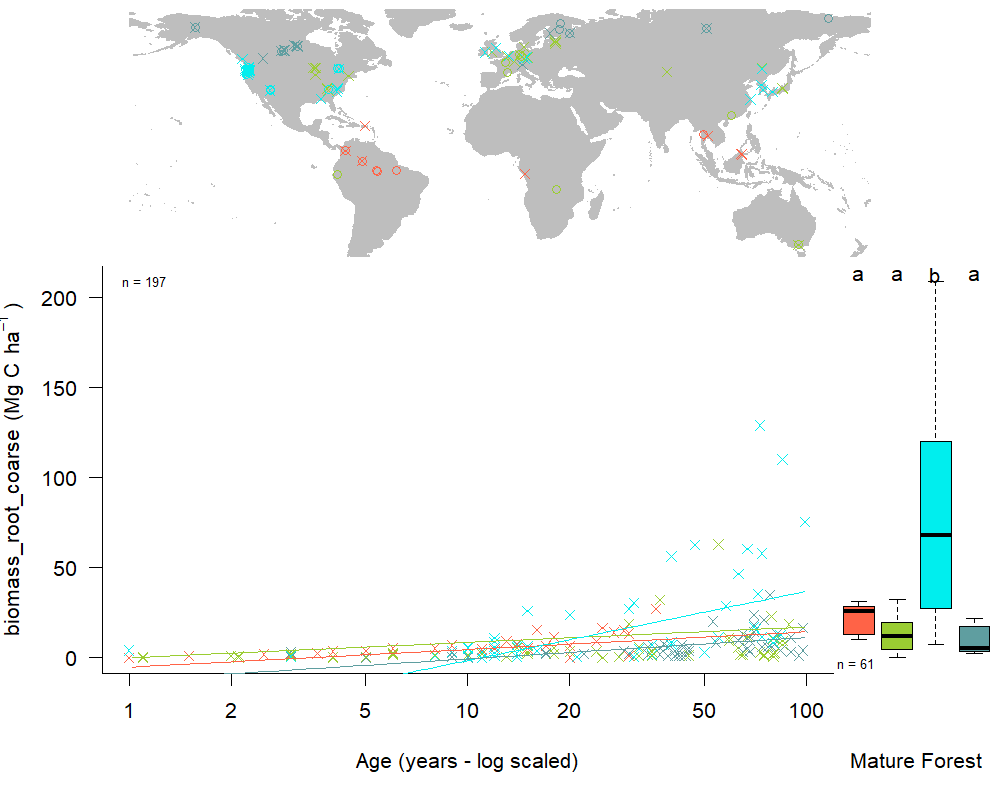 n = 197
a a b a
biomass_root_coarse (Mg C ha⁻¹)
200
150
100
50
0
n = 61
1 2 5 10 20 50 100
Age (years - log scaled)
Mature Forest